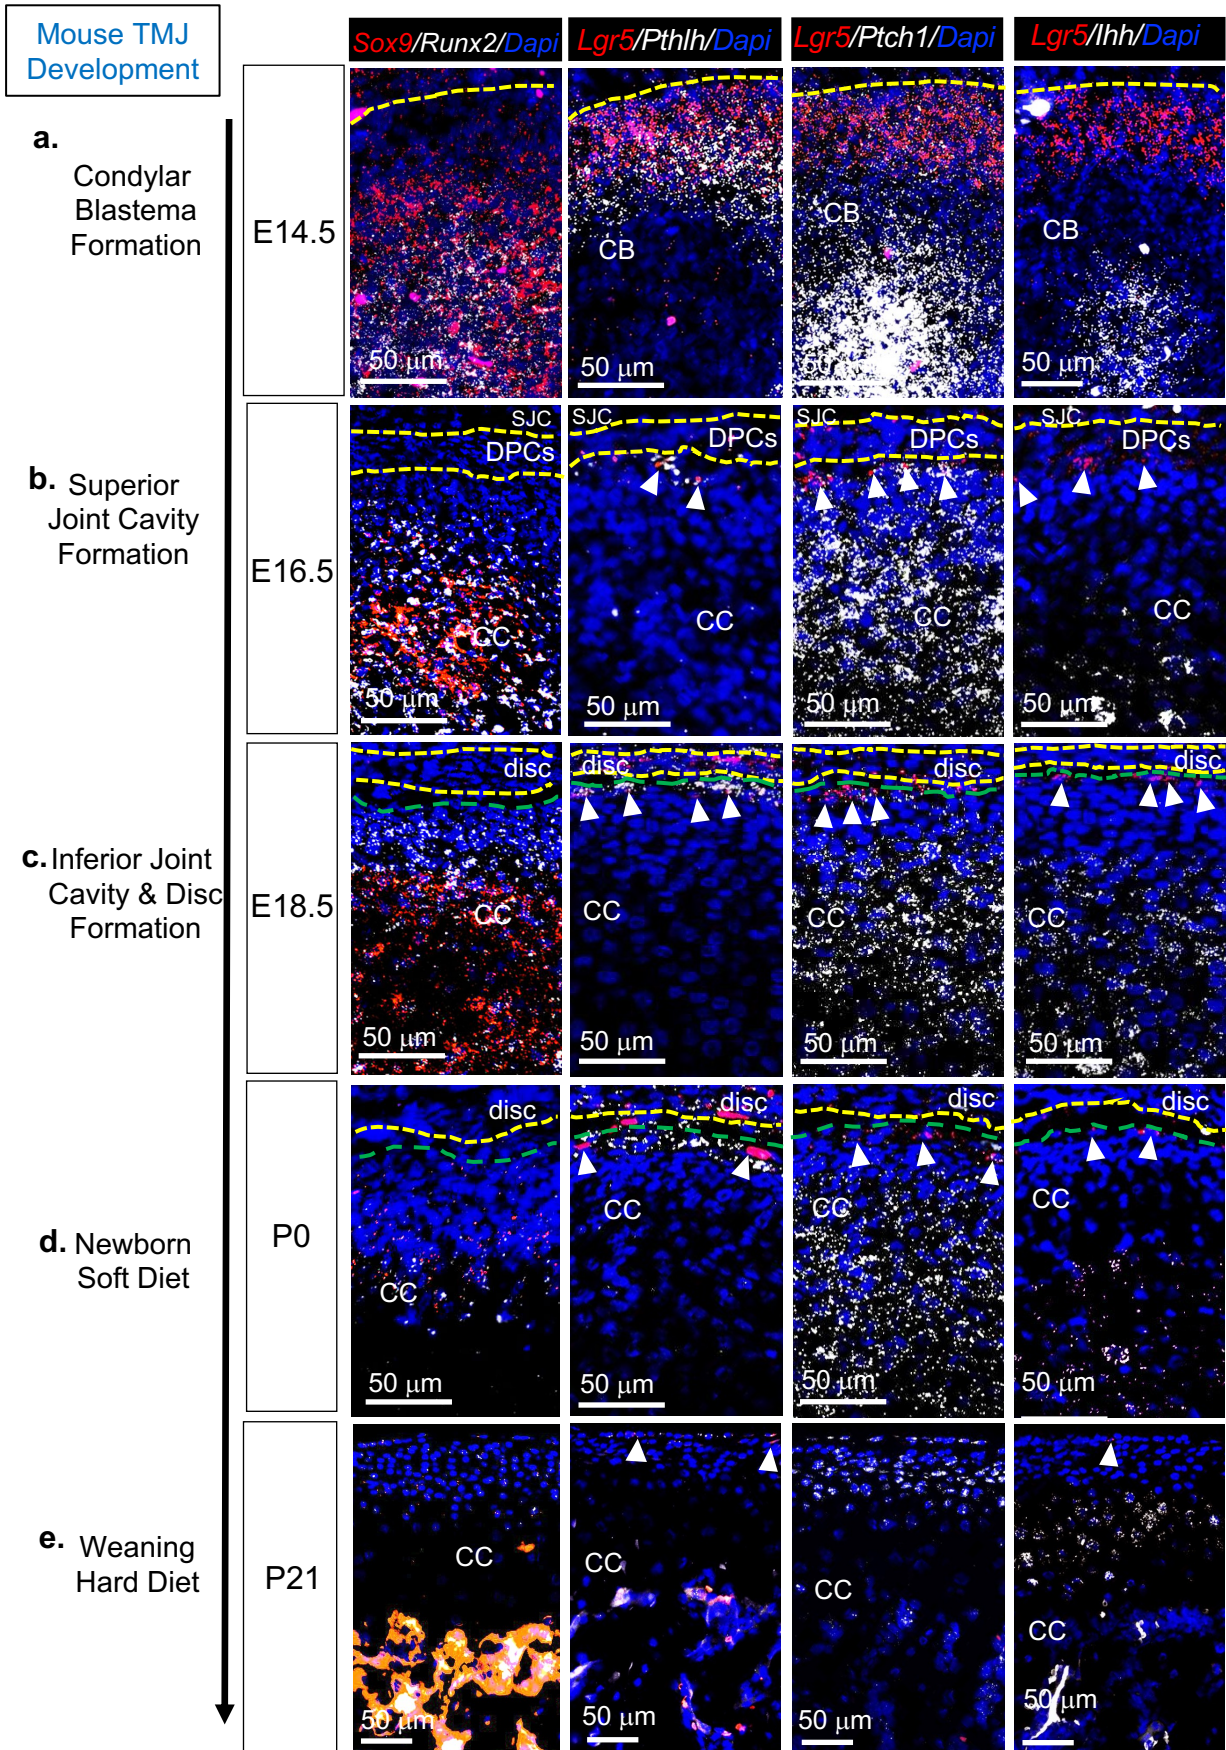 Mouse TMJ
Development
Sox9/Runx2/Dapi
Lgr5/Pthlh/Dapi
Lgr5/Ptch1/Dapi
Lgr5/Ihh/Dapi
a.
Condylar
Blastema
Formation
E14.5
CB
CB
CB
50 μm
50 μm
50 μm
50 μm
b. Superior
Joint Cavity
Formation
E16.5
SJC
DPCs
CC
50 μm
SJC
DPCs
CC
50 μm
SJC
DPCs
CC
50 μm
SJC
DPCs
CC
50 μm
c. Inferior Joint
Cavity & Disc
Formation
E18.5
disc
CC
50 μm
disc
CC
50 μm
disc
CC
50 μm
disc
CC
50 μm
d. Newborn
Soft Diet
P0
disc
CC
50 μm
disc
CC
50 μm
disc
CC
50 μm
disc
CC
50 μm
e. Weaning
Hard Diet
P21
CC
50 μm
CC
50 μm
CC
50 μm
CC
50 μm